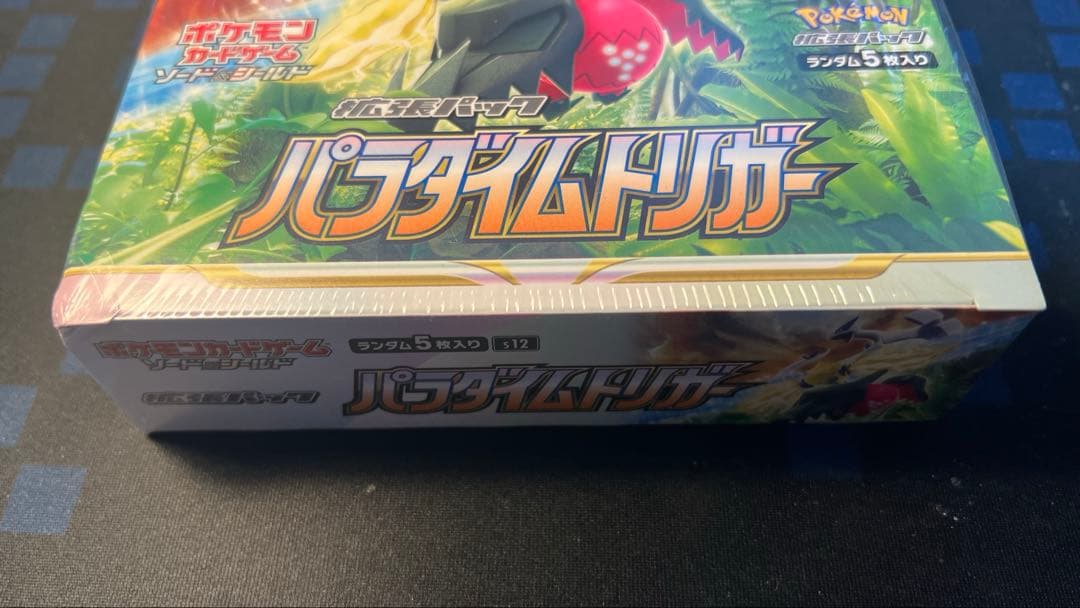 ポケモン
カードゲーム
ソード&シールド
Pokémon
拡張パック
ランダム5枚入り
拡張パック
パラダイムトリガー
ポケモンカードゲーム
ソード&シールド
ランダム5枚入り s12
拡張パック
パラダイムトリガー